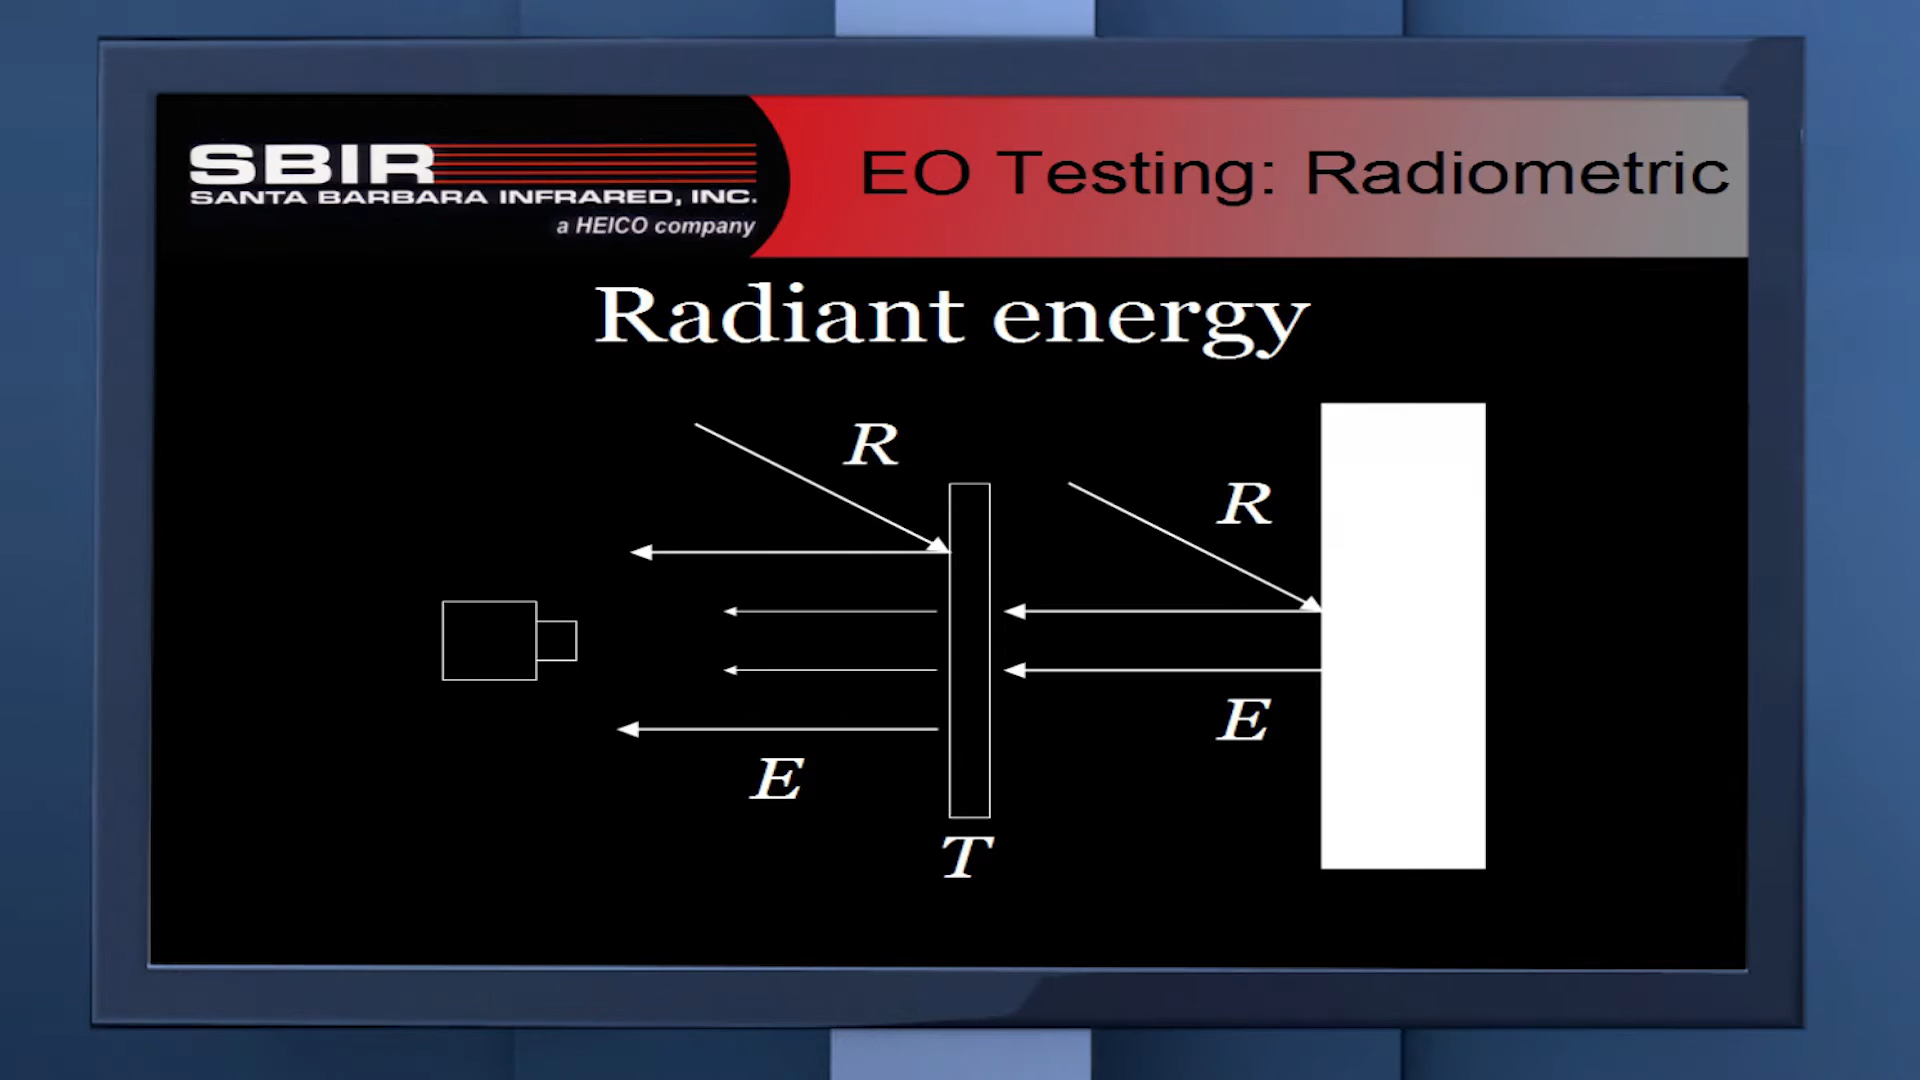 SBIR
SANTA BARBARA INFRARED, INC.
a HEICO company
EO Testing: Radiometric
Radiant energy
R
R
E
E
T